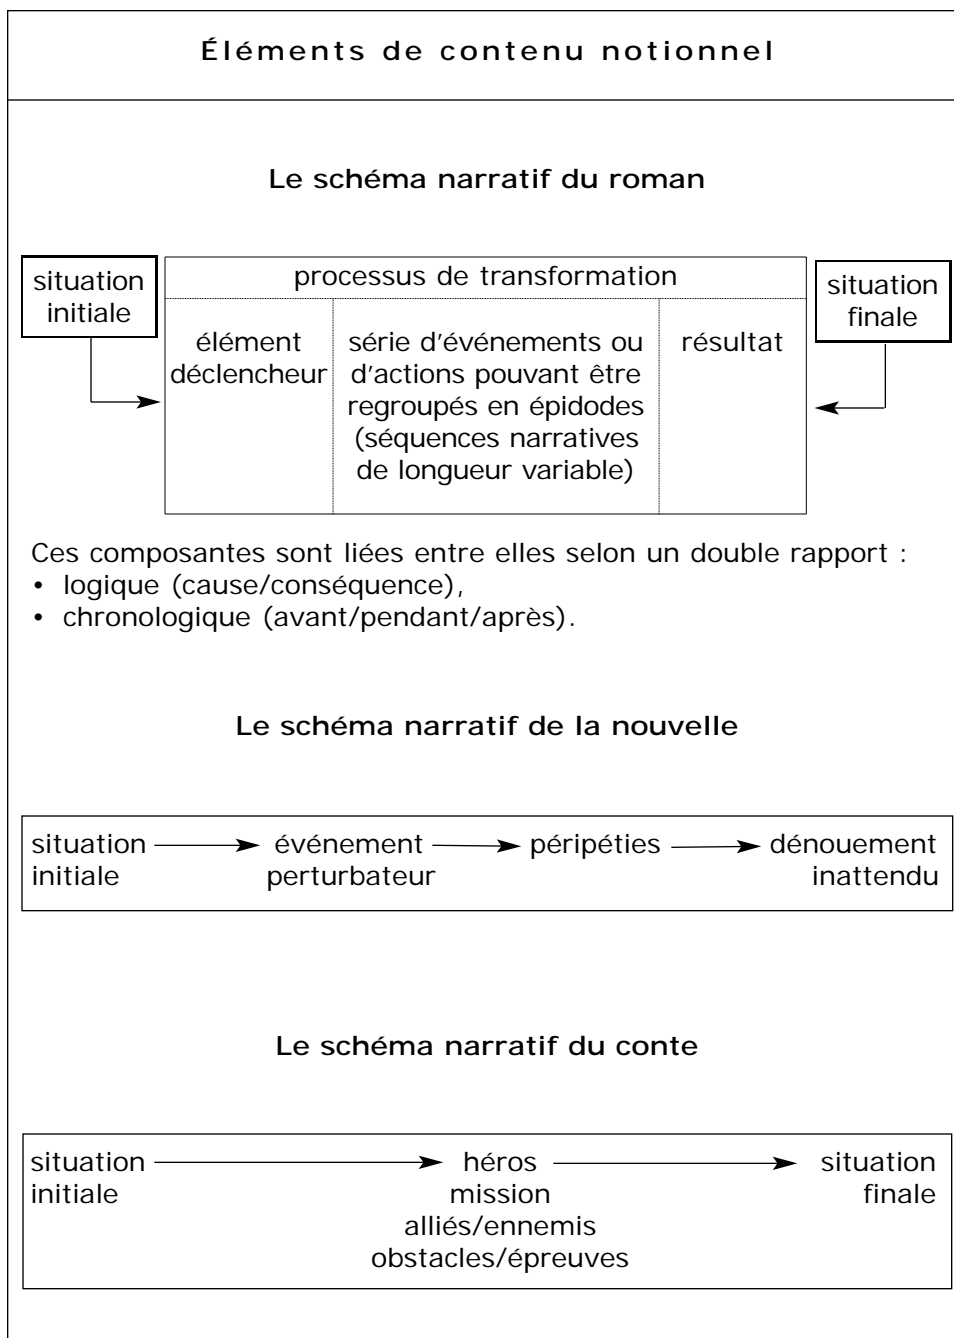 Éléments de contenu notionnel
Le schéma narratif du roman
situation
initiale
processus de transformation
élément
déclencheur
série d'événements ou
d'actions pouvant être
regroupés en épidodes
(séquences narratives
de longueur variable)
résultat
situation
finale
Ces composantes sont liées entre elles selon un double rapport :
• logique (cause/conséquence),
• chronologique (avant/pendant/après).
Le schéma narratif de la nouvelle
situation
initiale
événement
perturbateur
péripéties
dénouement
inattendu
Le schéma narratif du conte
situation
initiale
héros
mission
alliés/ennemis
obstacles/épreuves
situation
finale